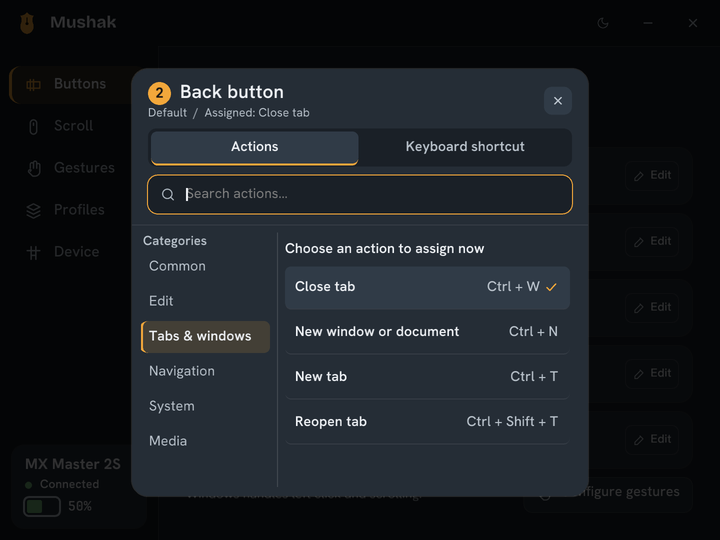 Mushak
Buttons
Scroll
Gestures
Profiles
Device
MX Master 2S
Connected
50%
2 Back button
Default / Assigned: Close tab
Actions
Keyboard shortcut
Search actions...
Categories
Common
Edit
Tabs & windows
Navigation
System
Media
Choose an action to assign now
Close tab Ctrl + W
New window or document Ctrl + N
New tab Ctrl + T
Reopen tab Ctrl + Shift + T
Edit
Edit
Edit
Edit
Edit
gestures